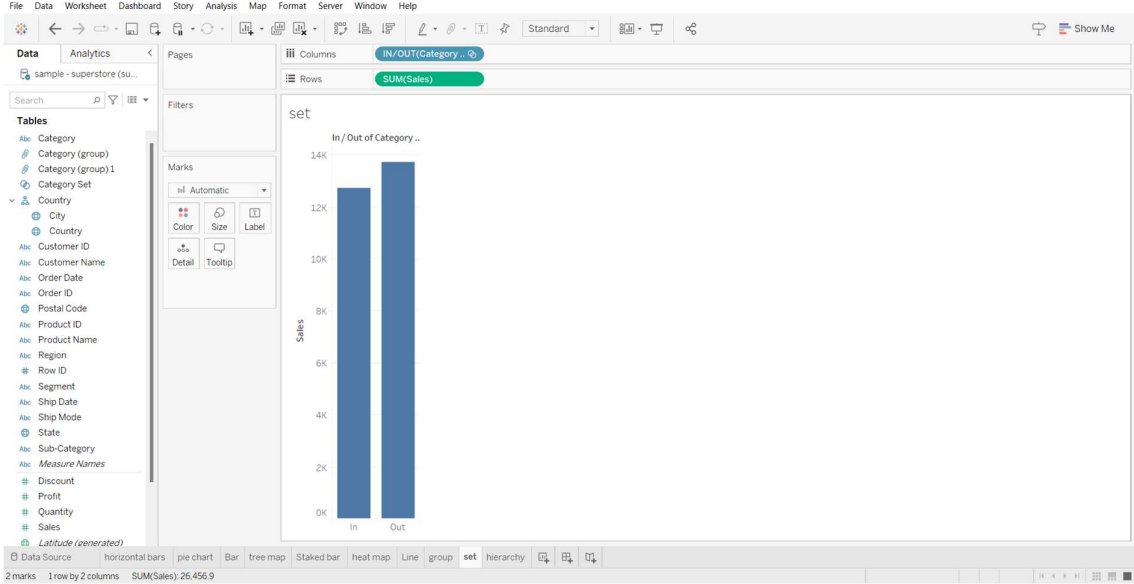 File Data Worksheet Dashboard Story Analysis Map Format Server Window Help
Standard
Show Me
Data Analytics
sample - superstore (su...
Search
Tables
Abc Category
Category (group)
Category (group) 1
Category Set
Country
City
Country
Abc Customer ID
Abc Customer Name
Abc Order Date
Abc Order ID
Postal Code
Abc Product ID
Abc Product Name
Abc Region
# Row ID
Abc Segment
Abc Ship Date
Abc Ship Mode
State
Abc Sub-Category
Abc Measure Names
# Discount
# Profit
# Quantity
# Sales
Latitude (generated)
Pages
Filters
Marks
Automatic
Color Size Label
Detail Tooltip
Columns IN/OUT(Category ..
Rows SUM(Sales)
set
In / Out of Category ..
14K
12K
10K
8K
6K
4K
2K
0K
Sales
In Out
Data Source horizontal bars pie chart Bar tree map Staked bar heat map Line group set hierarchy
2 marks 1 row by 2 columns SUM(Sales): 26,456.9